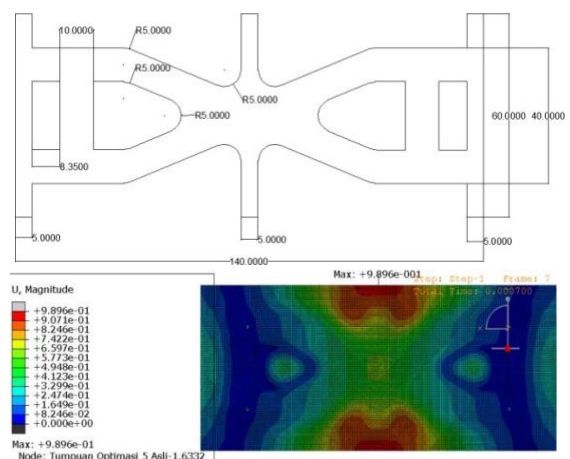 10.0000
R5.0000
R5.0000
R5.0000
R5.0000
60.0000
40.0000
8.3500
5.0000
5.0000
5.0000
140.0000
U, Magnitude
+9.896e-01
+9.071e-01
+8.246e-01
+7.422e-01
+6.597e-01
+5.773e-01
+4.948e-01
+4.123e-01
+3.299e-01
+2.474e-01
+1.649e-01
+8.246e-02
+0.000e+00
Max: +9.896e-01
Node: Tumpuan Optimasi 5 Asli-1.6332
Max: +9.896e-001
Step: Step-1 Frame: 7
Total Time: 0.000700